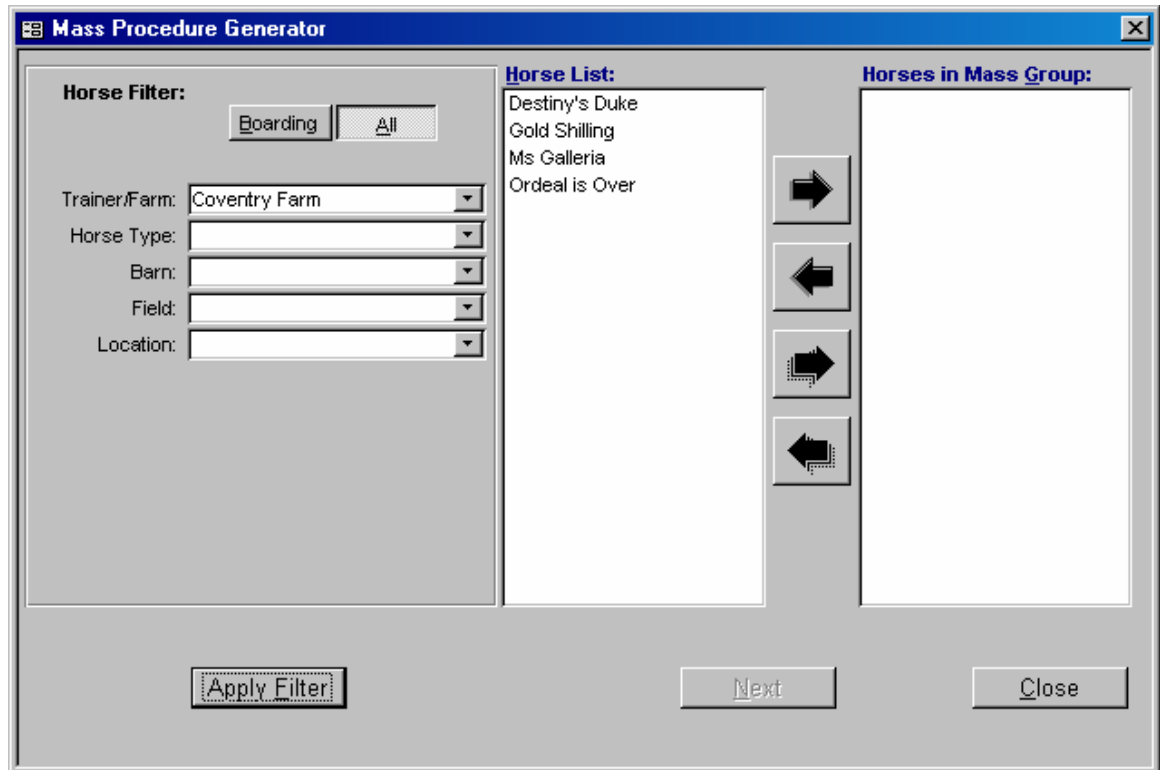 Mass Procedure Generator
Horse Filter:
Boarding
All
Trainer/Farm: Coventry Farm
Horse Type:
Barn:
Field:
Location:
Horse List:
Destiny's Duke
Gold Shilling
Ms Galleria
Ordeal is Over
Horses in Mass Group:
Apply Filter
Next
Close